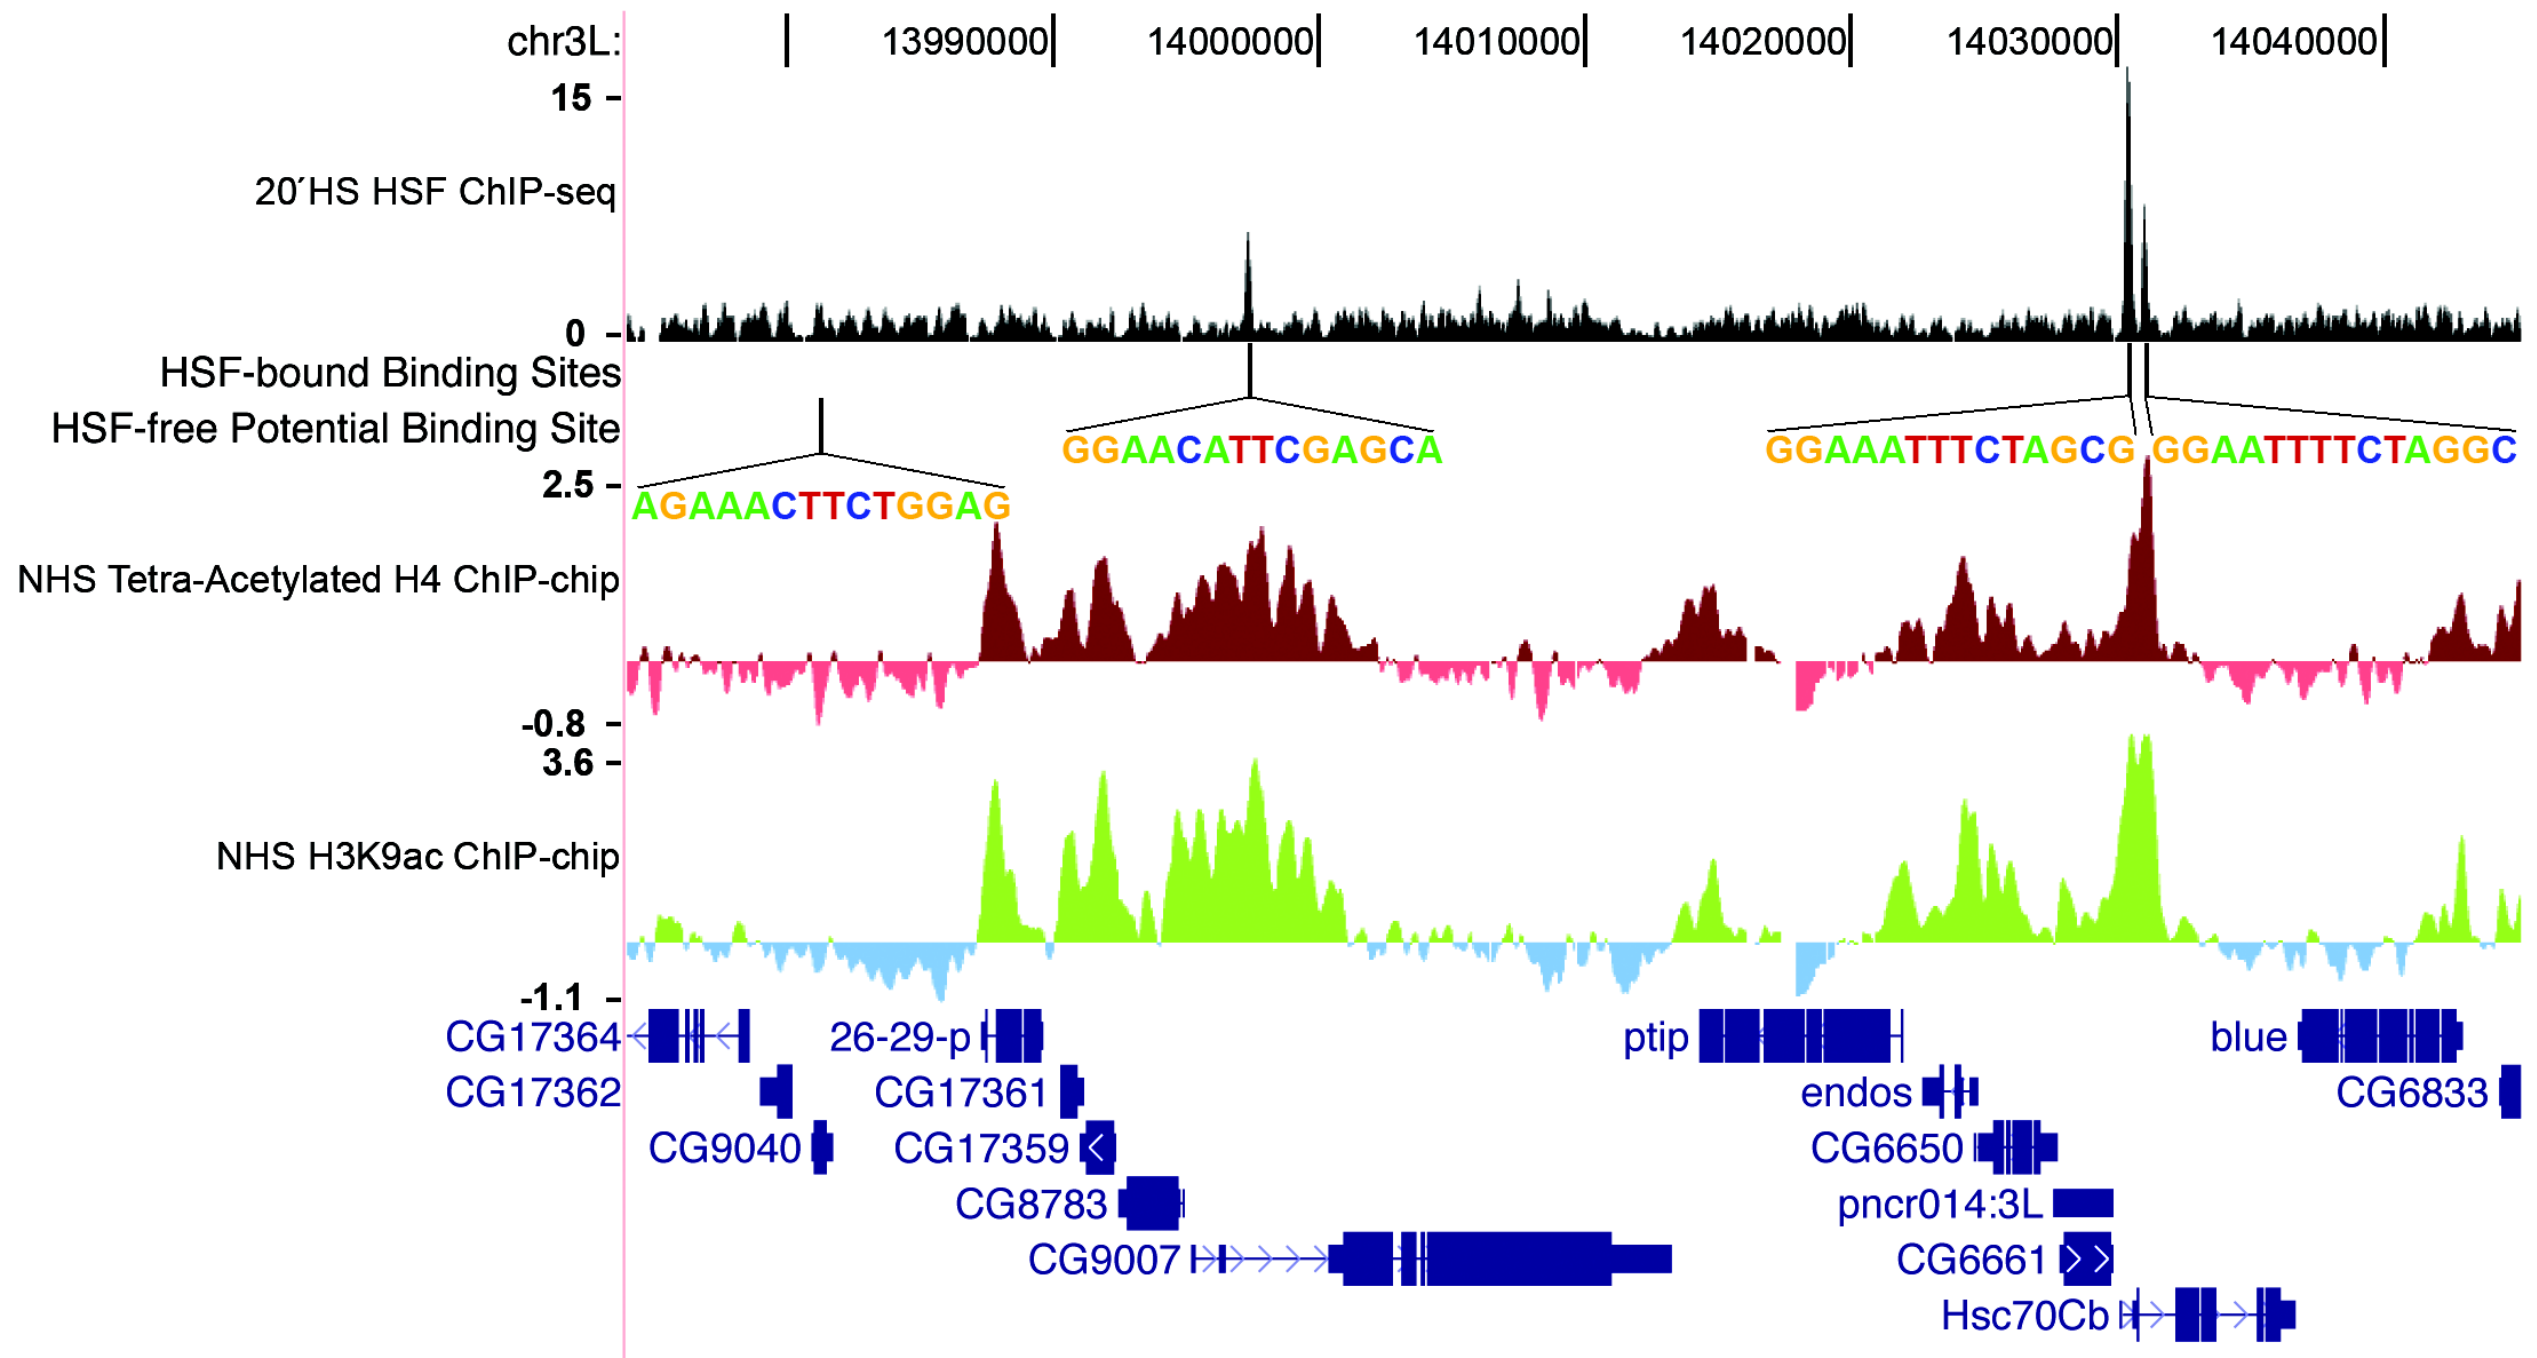 chr3L: 13990000 14000000 14010000 14020000 14030000 14040000
15
20´HS HSF ChIP-seq
0
HSF-bound Binding Sites
HSF-free Potential Binding Site
GGAACATTCGAGCA GGAAATTTCTAGCG GGAATTTTCTAGGC
2.5
AGAAACTTCTGGAG
NHS Tetra-Acetylated H4 ChIP-chip
-0.8
3.6
NHS H3K9ac ChIP-chip
-1.1
CG17364 26-29-p ptip blue
CG17362 CG17361 endos CG6833
CG9040 CG17359 CG6650
CG8783 pncr014:3L
CG9007 CG6661
Hsc70Cb